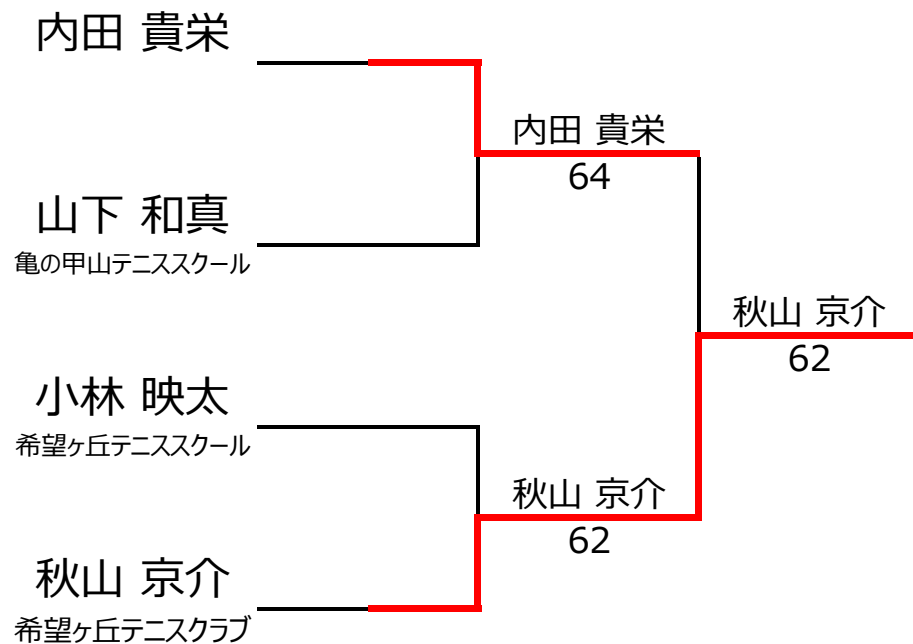 内田 貴栄
内田 貴栄
64
山下 和真
亀の甲山テニススクール
秋山 京介
62
小林 映太
希望ヶ丘テニススクール
秋山 京介
62
秋山 京介
希望ヶ丘テニスクラブ